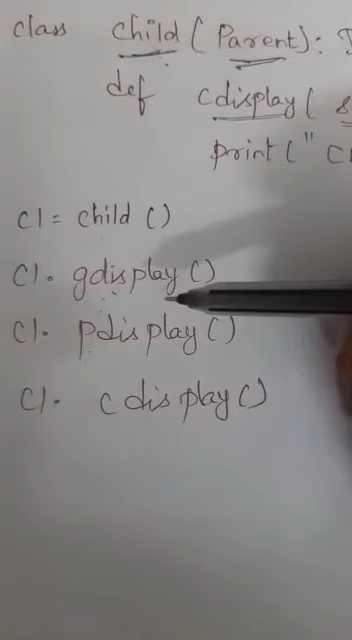 class child ( Parent ) :
def cdisplay ( s
print ( " C
C1 = child ()
C1. gdisplay ()
C1. pdisplay ()
C1. cdisplay ()